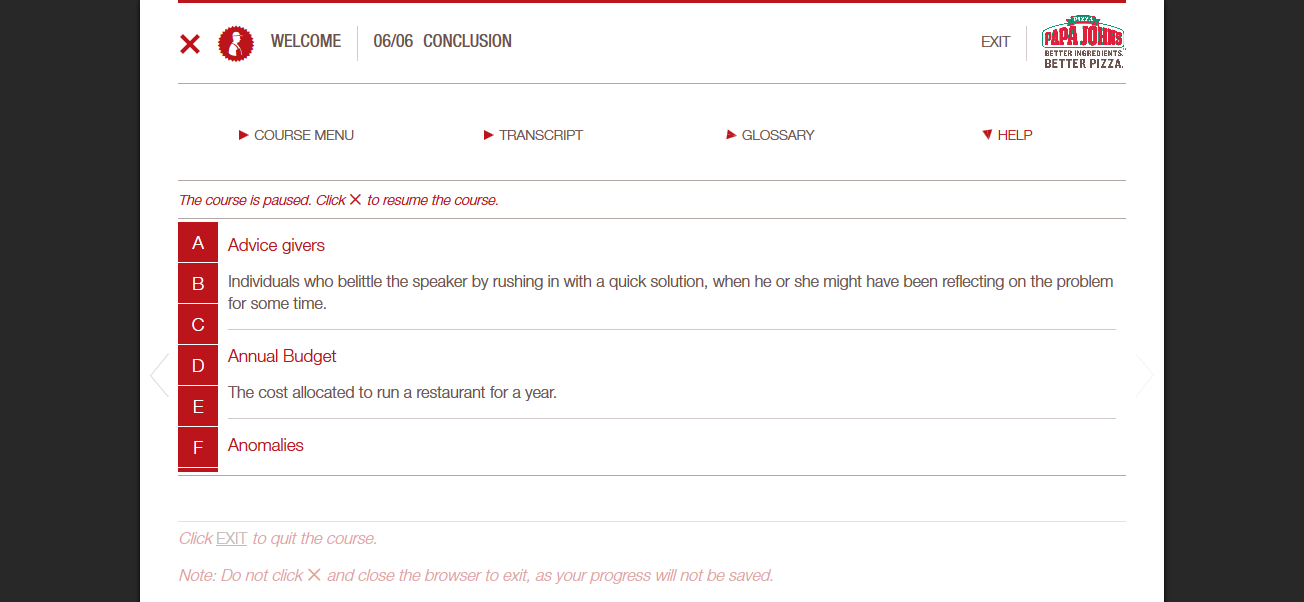 WELCOME
06/06 CONCLUSION
EXIT
PIZZA
PAPA JOHNS
BETTER INGREDIENTS.
BETTER PIZZA.
COURSE MENU
TRANSCRIPT
GLOSSARY
HELP
The course is paused. Click ✕ to resume the course.
A
Advice givers
B
Individuals who belittle the speaker by rushing in with a quick solution, when he or she might have been reflecting on the problem
for some time.
C
Annual Budget
D
The cost allocated to run a restaurant for a year.
E
F
Anomalies
Click EXIT to quit the course.
Note: Do not click ✕ and close the browser to exit, as your progress will not be saved.